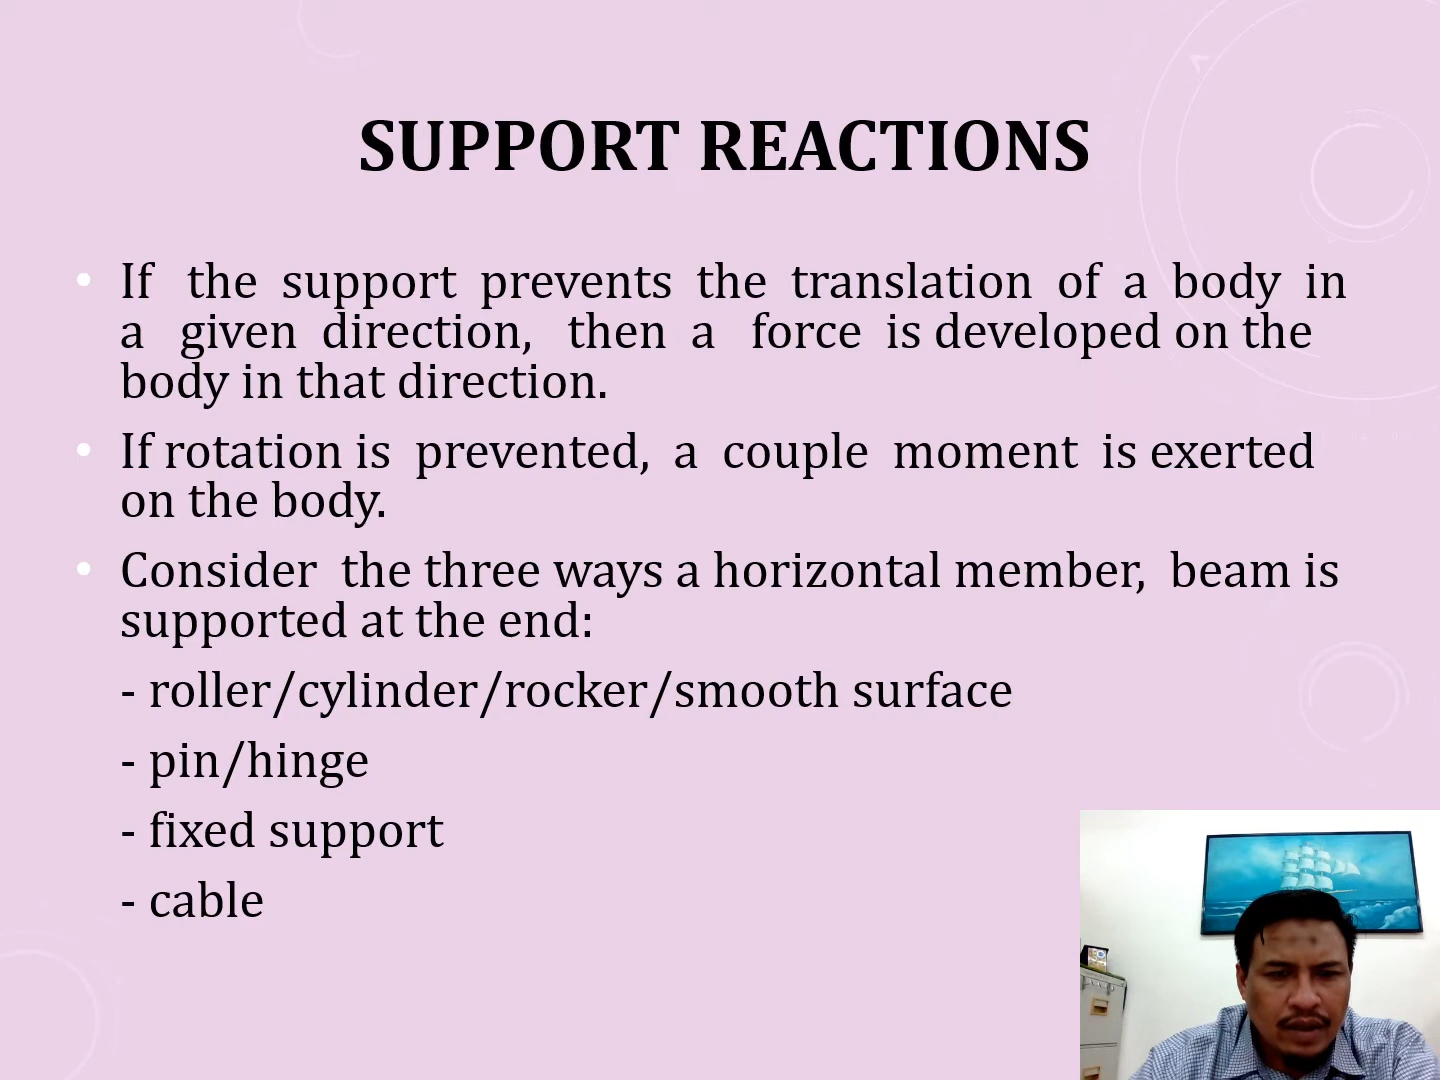 SUPPORT REACTIONS
• If the support prevents the translation of a body in
a given direction, then a force is developed on the
body in that direction.
• If rotation is prevented, a couple moment is exerted
on the body.
• Consider the three ways a horizontal member, beam is
supported at the end:
- roller/cylinder/rocker/smooth surface
- pin/hinge
- fixed support
- cable